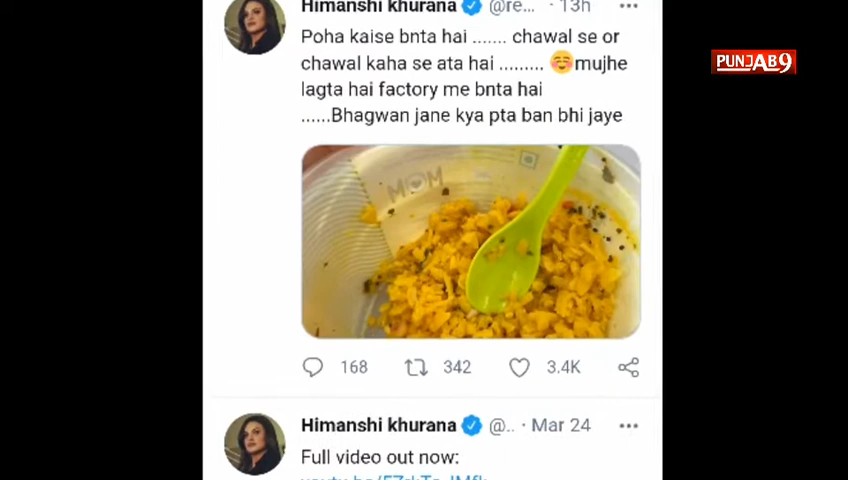 Himanshi khurana @re... · 13h ...
Poha kaise bnta hai ....... chawal se or
chawal kaha se ata hai ......... ☺️mujhe
lagta hai factory me bnta hai
......Bhagwan jane kya pta ban bhi jaye
PUNJAB9
MOM
168 342 3.4K
Himanshi khurana @.. · Mar 24 ...
Full video out now: